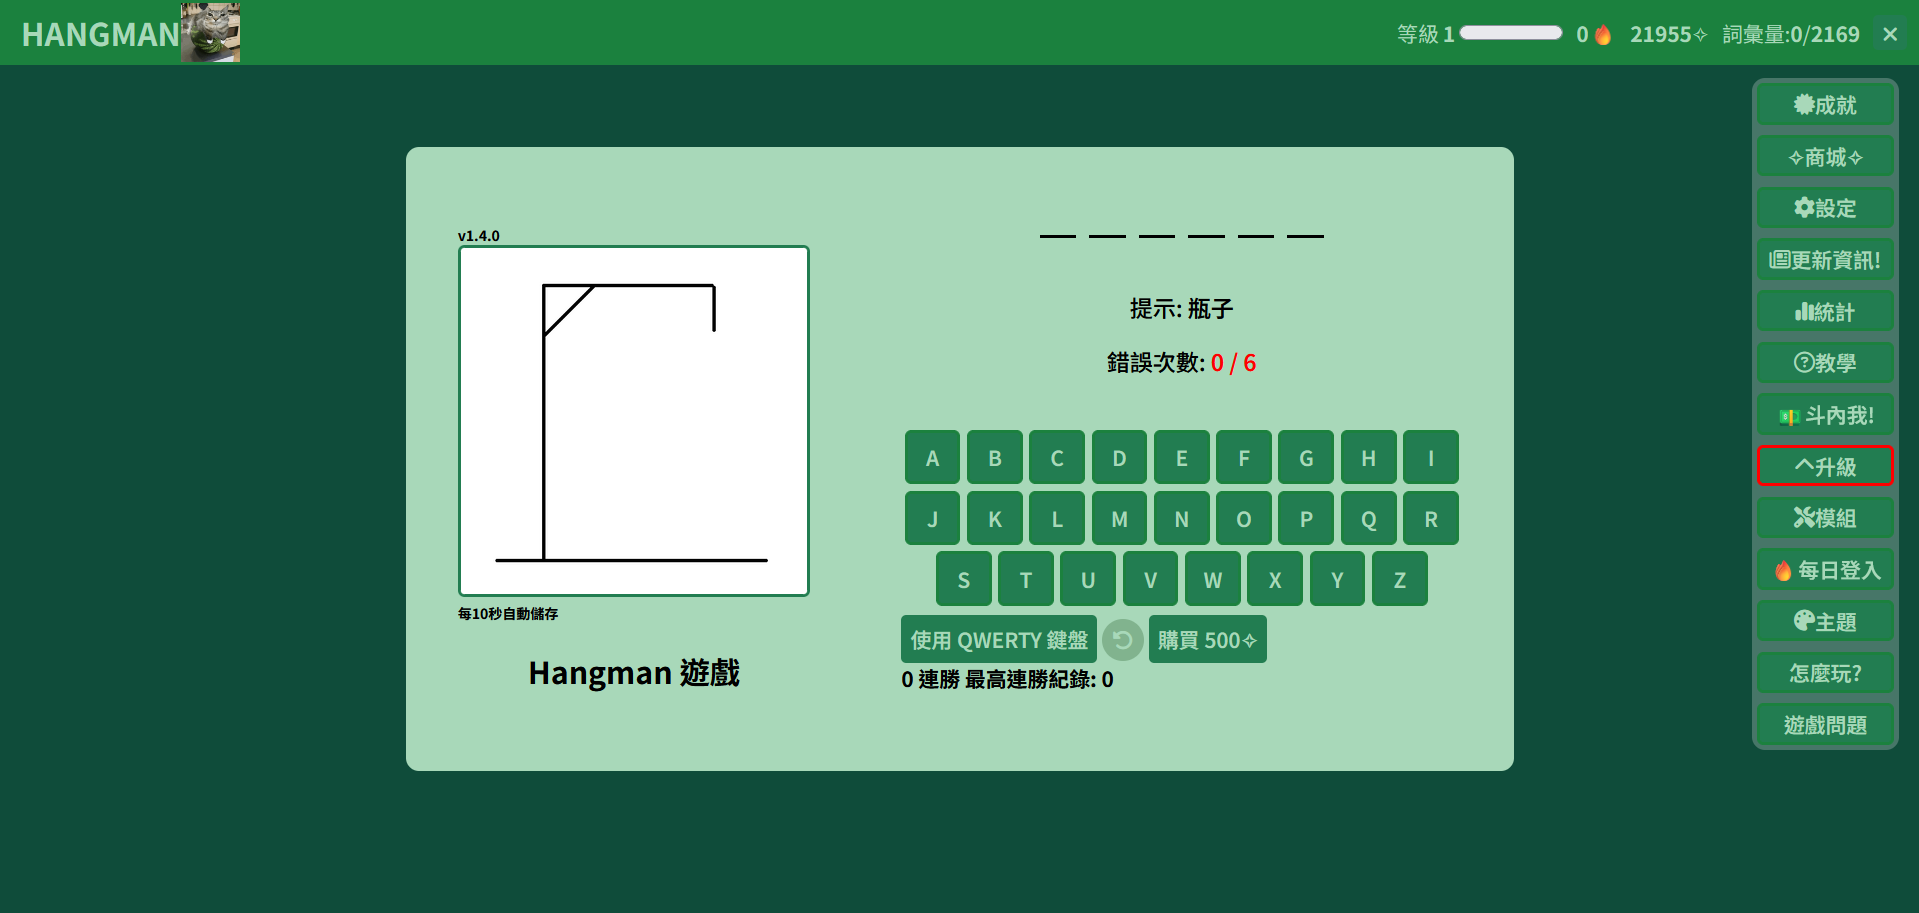 HANGMAN
等級 1 0🔥 21955✧ 詞彙量:0/2169 ✕
成就
✧商城✧
設定
更新資訊!
統計
教學
💵 斗內我!
升級
模組
🔥 每日登入
主題
怎麼玩?
遊戲問題
v1.4.0
每10秒自動儲存
Hangman 遊戲
_ _ _ _ _ _
提示: 瓶子
錯誤次數: 0 / 6
A B C D E F G H I
J K L M N O P Q R
S T U V W X Y Z
使用 QWERTY 鍵盤 購買 500✧
0 連勝 最高連勝紀錄: 0